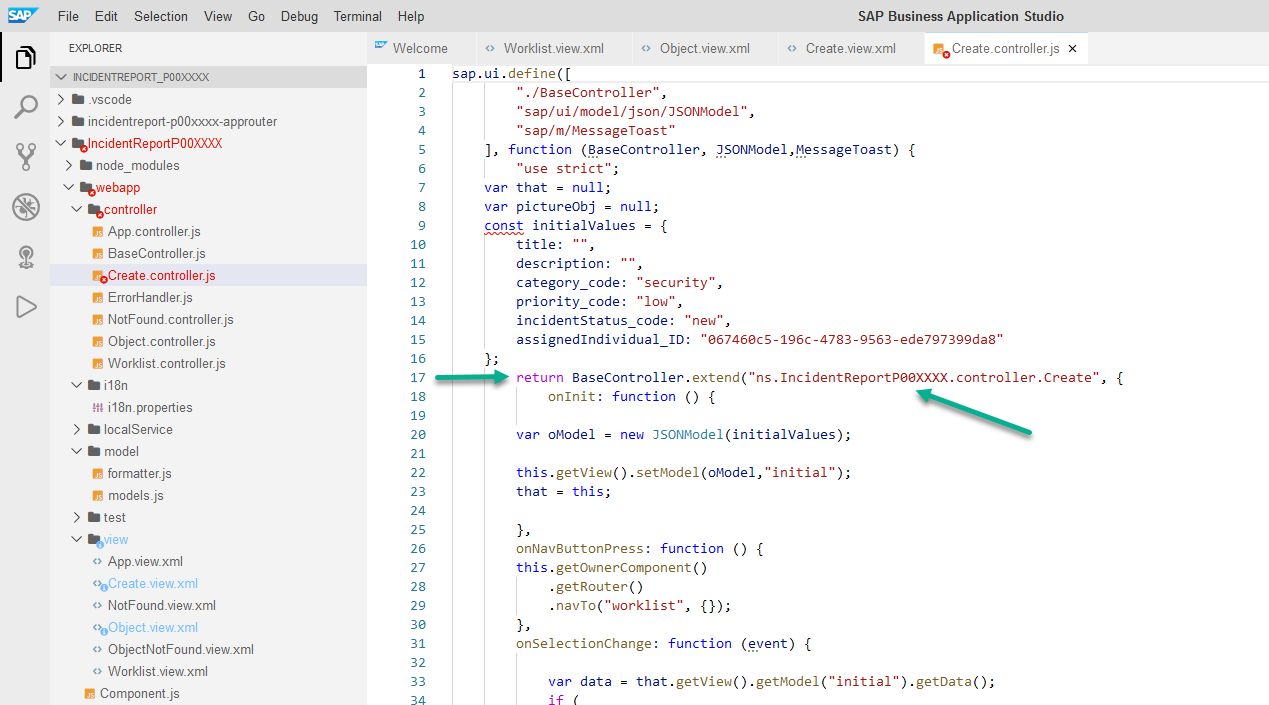 SAP File Edit Selection View Go Debug Terminal Help SAP Business Application Studio
EXPLORER
INCIDENTREPORT_P00XXXX
.vscode
incidentreport-p00xxxx-approuter
IncidentReportP00XXXX
node_modules
webapp
controller
App.controller.js
BaseController.js
Create.controller.js
ErrorHandler.js
NotFound.controller.js
Object.controller.js
Worklist.controller.js
i18n
i18n.properties
localService
model
formatter.js
models.js
test
view
App.view.xml
Create.view.xml
NotFound.view.xml
Object.view.xml
ObjectNotFound.view.xml
Worklist.view.xml
Component.js
Welcome Worklist.view.xml Object.view.xml Create.view.xml Create.controller.js
1 sap.ui.define([
2 "./BaseController",
3 "sap/ui/model/json/JSONModel",
4 "sap/m/MessageToast"
5 ], function (BaseController, JSONModel,MessageToast) {
6 "use strict";
7 var that = null;
8 var pictureObj = null;
9 const initialValues = {
10 title: "",
11 description: "",
12 category_code: "security",
13 priority_code: "low",
14 incidentStatus_code: "new",
15 assignedIndividual_ID: "067460c5-196c-4783-9563-ede797399da8"
16 };
17 return BaseController.extend("ns.IncidentReportP00XXXX.controller.Create", {
18 onInit: function () {
19
20 var oModel = new JSONModel(initialValues);
21
22 this.getView().setModel(oModel,"initial");
23 that = this;
24
25 },
26 onNavButtonPress: function () {
27 this.getOwnerComponent()
28 .getRouter()
29 .navTo("worklist", {});
30 },
31 onSelectionChange: function (event) {
32
33 var data = that.getView().getModel("initial").getData();
34 if (